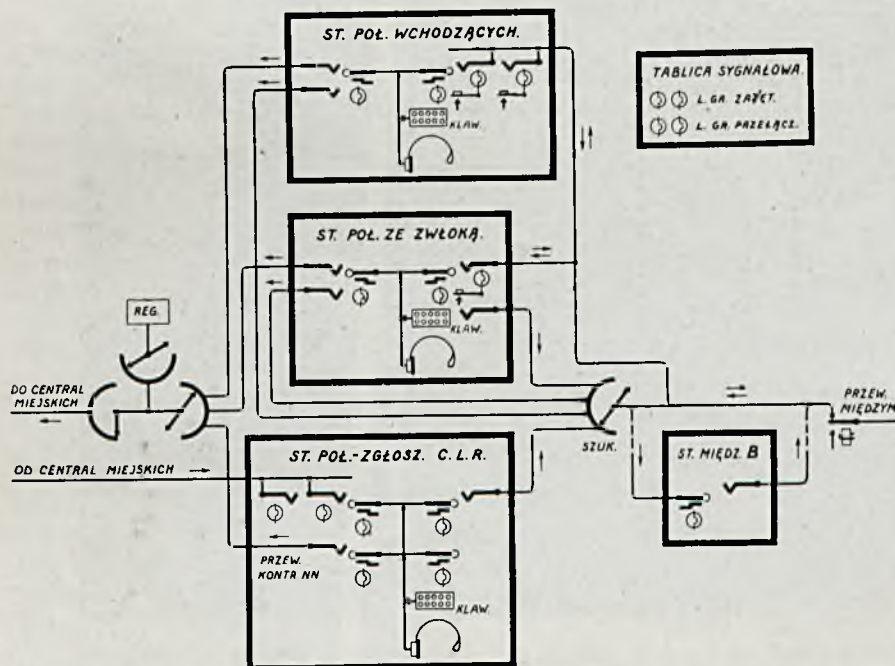 ST. POŁ. WCHODZĄCYCH.
KLAW.
TABLICA SYGNAŁOWA.
L. GR. ZAJĘT.
L. GR. PRZEŁĄCZ.
ST. POŁ. ZE ZWŁOKĄ.
KLAW.
REG.
DO CENTRAL
MIEJSKICH
OD CENTRAL MIEJSKICH
ST. POŁ.-ZGŁOSZ. C.L.R.
PRZEW.
KONTR NN
KLAW.
SZUK.
PRZEW.
MIĘDZYM.
ST. MIĘDZ. B